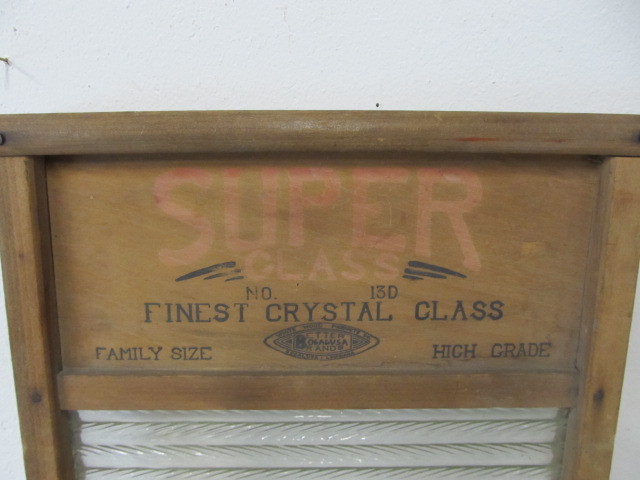 SUPER
GLASS
NO. 13D
FINEST CRYSTAL GLASS
FAMILY SIZE
HIGH GRADE